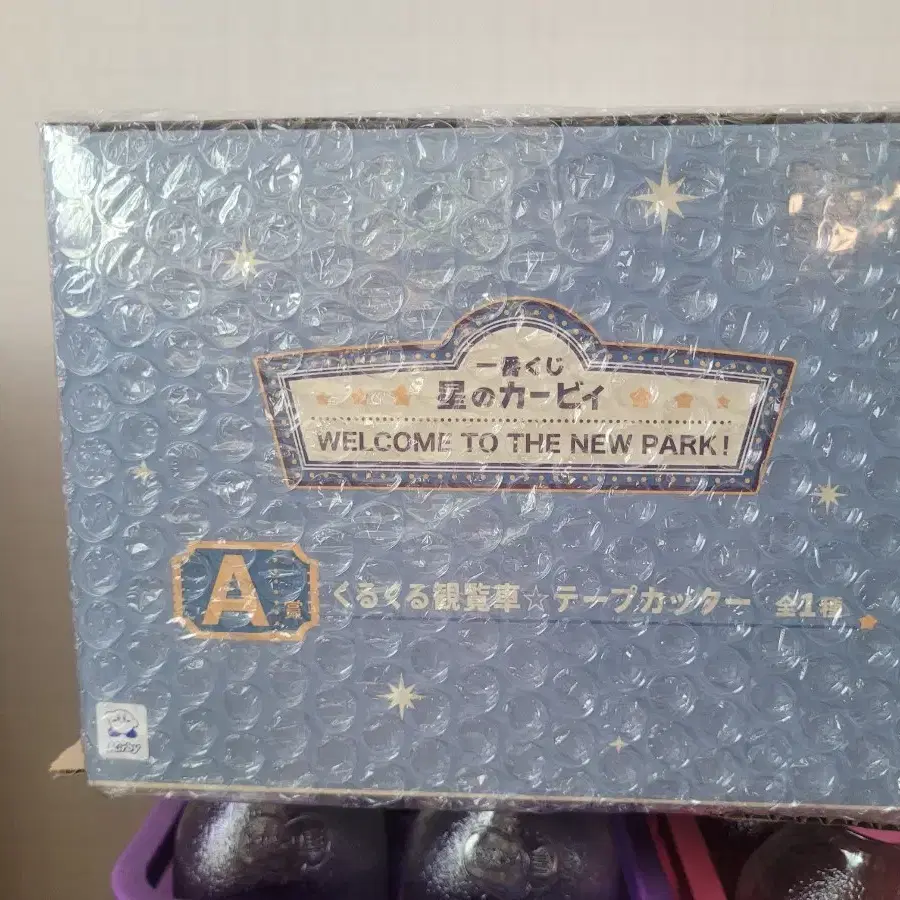 一番くじ
星のカービィ
WELCOME TO THE NEW PARK!
A賞
くるくる観覧車☆テープカッター 全1種
Kirby